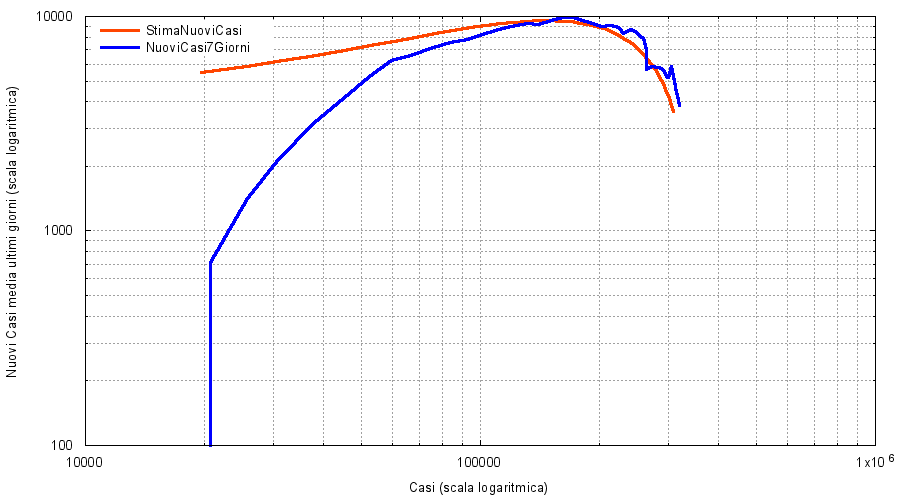 10000
StimaNuoviCasi
NuoviCasi7Giorni
1000
100
Nuovi Casi media ultimi giorni (scala logaritmica)
10000
100000
1x10^6
Casi (scala logaritmica)